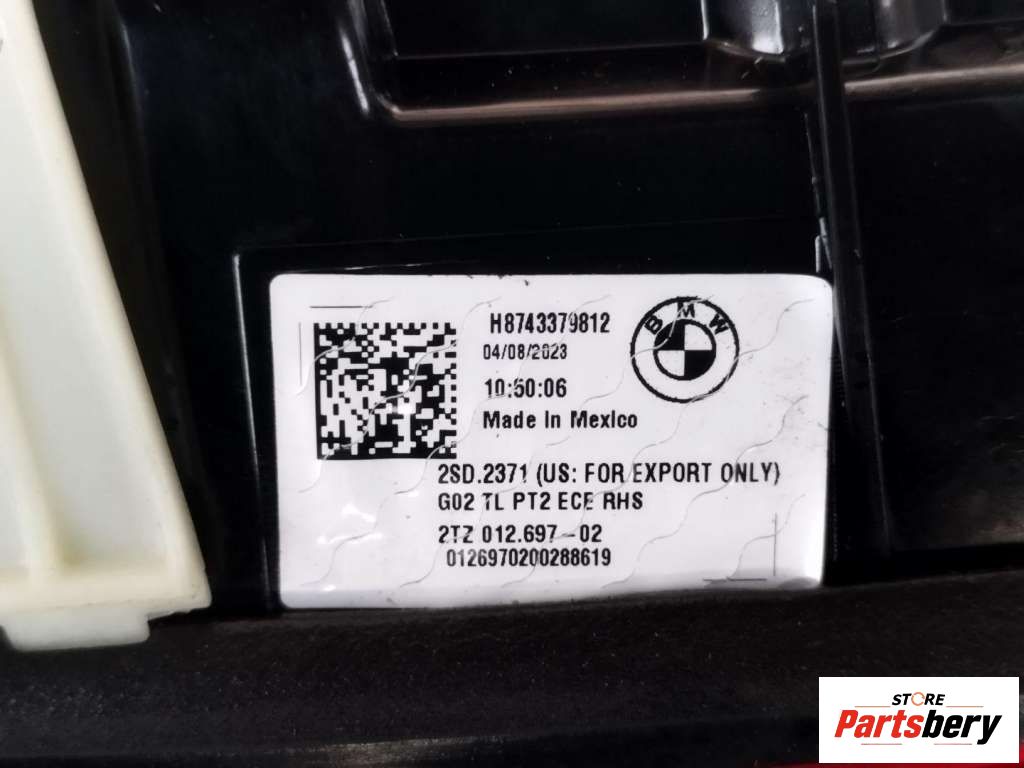 H8743379812
BMW
04/08/2023
10:50:06
Made in Mexico
2SD.2371 (US: FOR EXPORT ONLY)
G02 TL PT2 ECE RHS
2TZ 012.697-02
0126970200288619
STORE
Partsbery